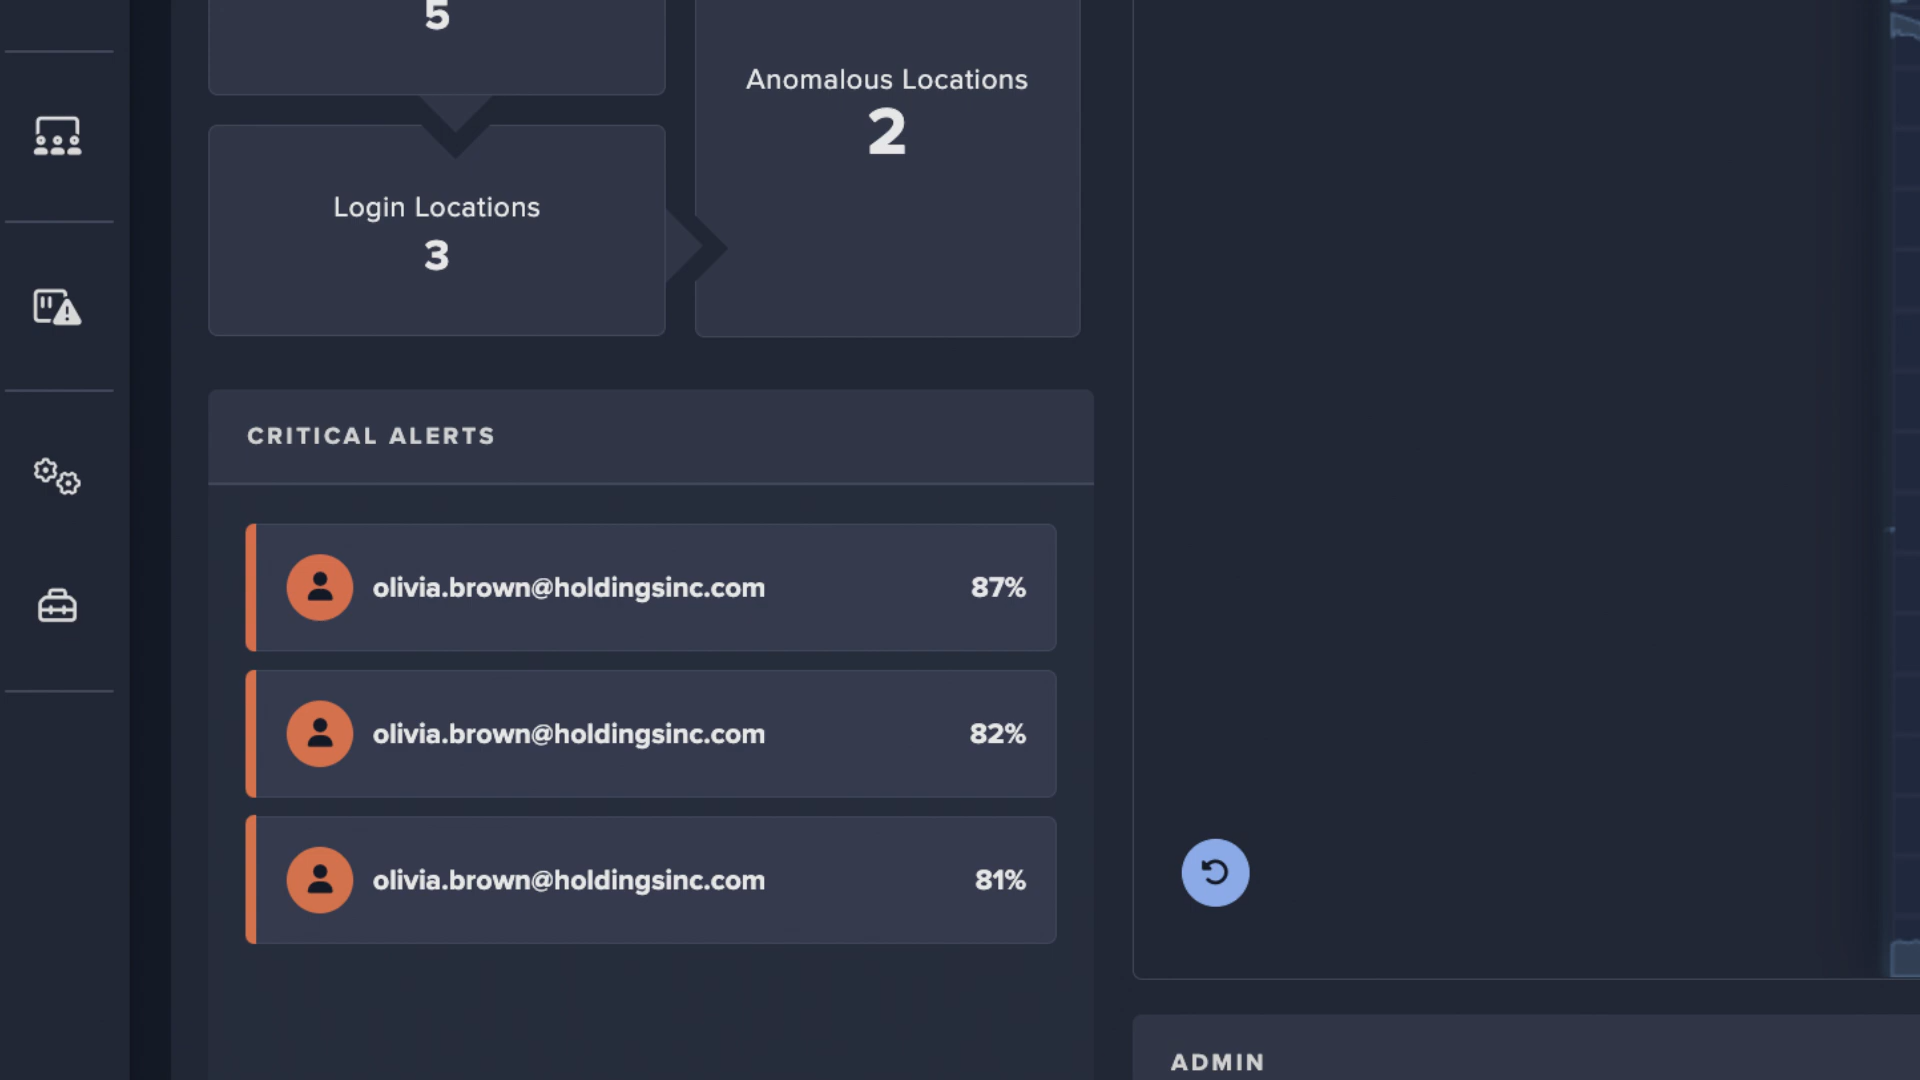 5
Anomalous Locations
2
Login Locations
3
CRITICAL ALERTS
olivia.brown@holdingsinc.com 87%
olivia.brown@holdingsinc.com 82%
olivia.brown@holdingsinc.com 81%
ADMIN